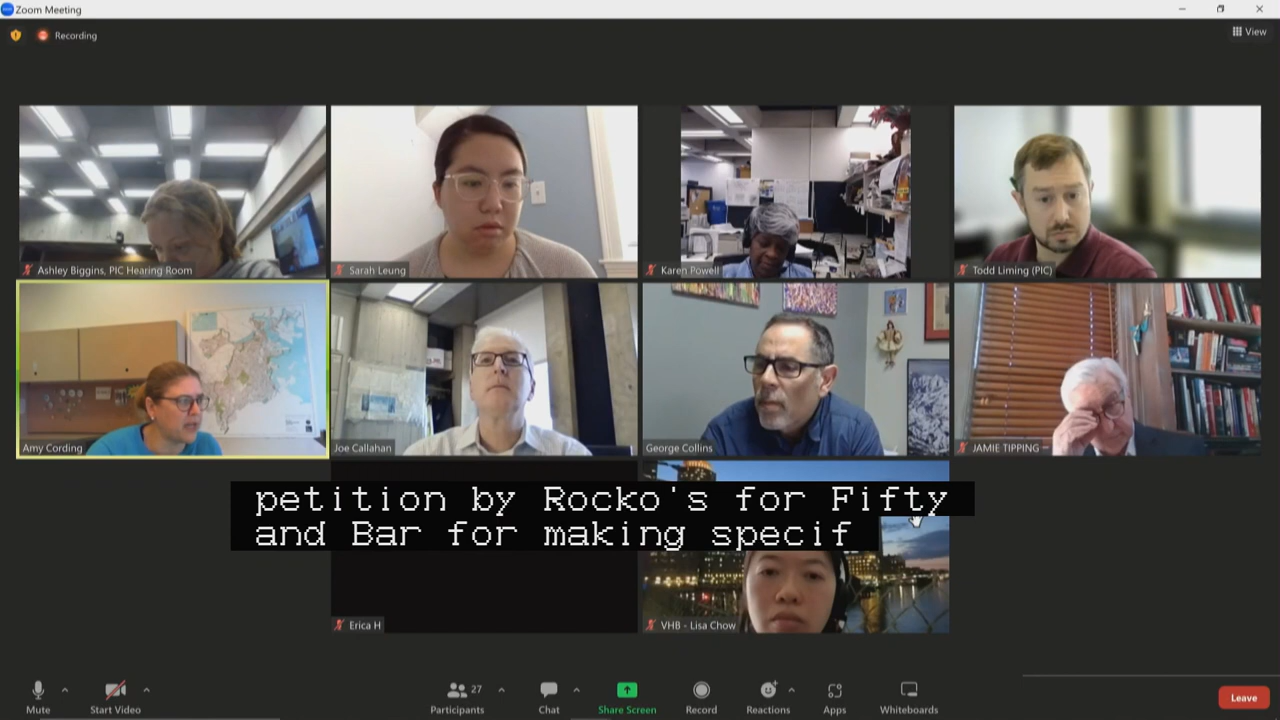 Zoom Meeting
Recording
View
Ashley Biggins, PIC Hearing Room
Sarah Leung
Karen Powell
Todd Liming (PIC)
Amy Cording
Joe Callahan
George Collins
JAMIE TIPPING –
petition by Rocko's for Fifty
and Bar for making specif
Erica H
VHB - Lisa Chow
Mute
Start Video
Participants
27
Chat
Share Screen
Record
Reactions
Apps
Whiteboards
Leave